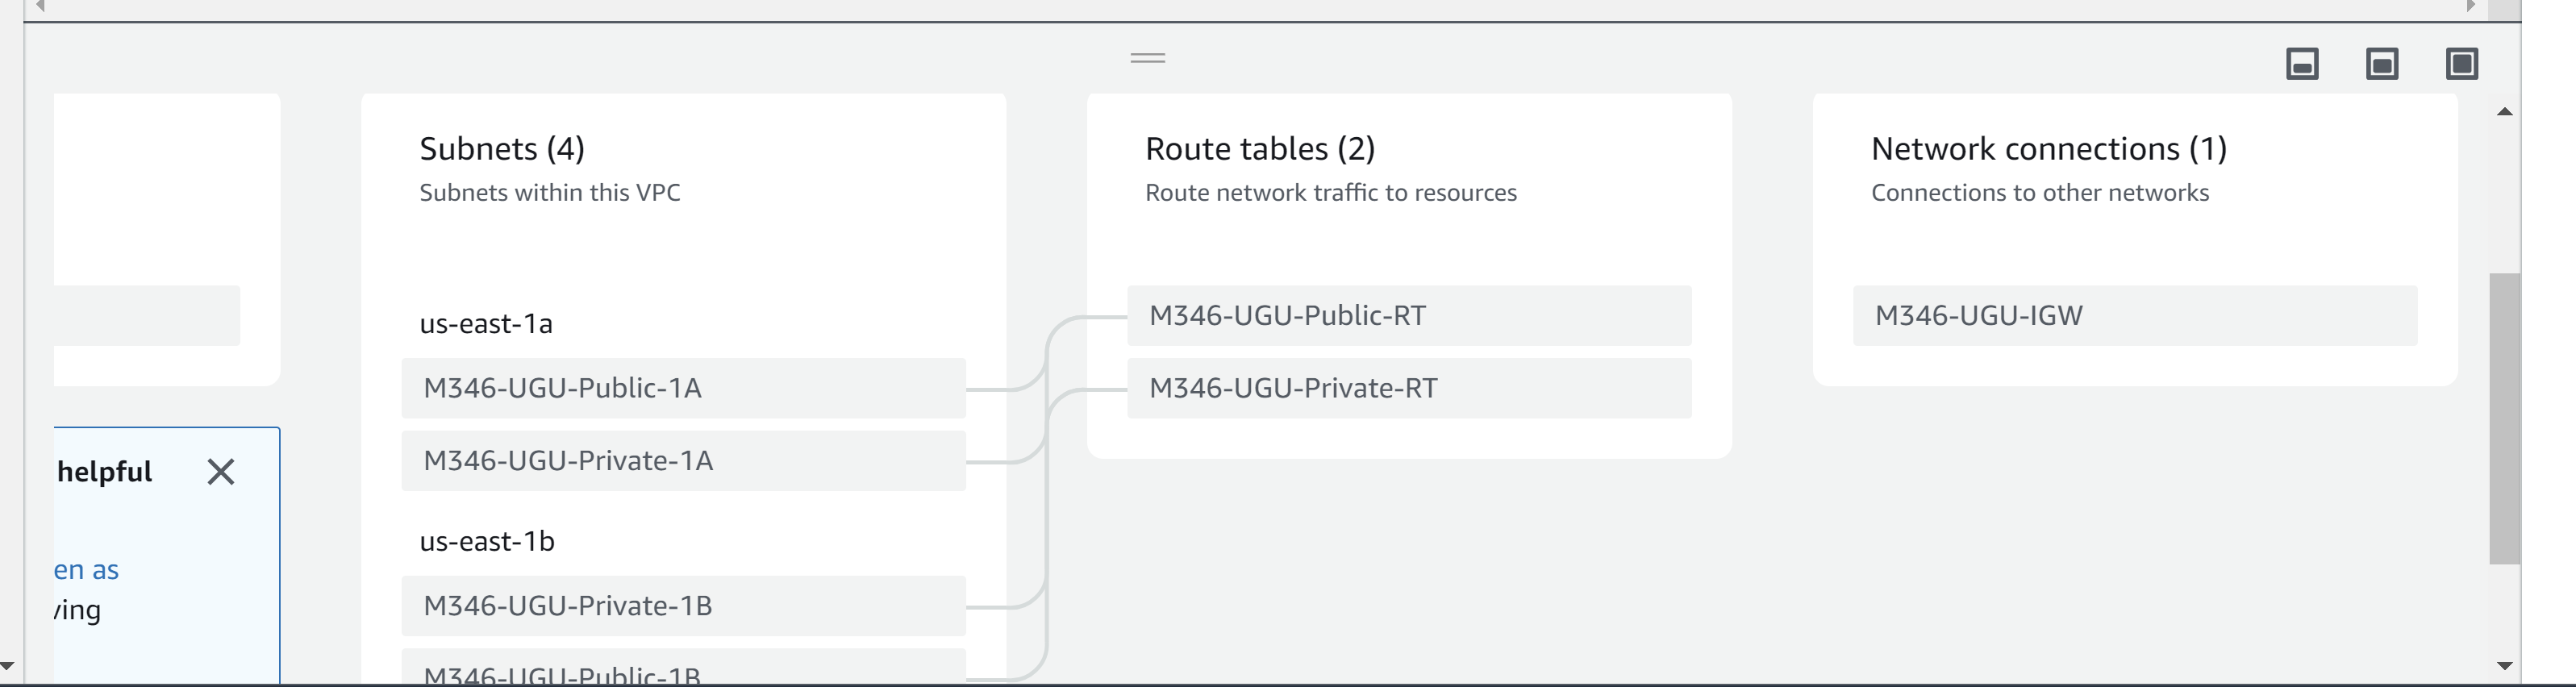 Subnets (4)
Subnets within this VPC
us-east-1a
M346-UGU-Public-1A
M346-UGU-Private-1A
us-east-1b
M346-UGU-Private-1B
M346-UGU-Public-1B
Route tables (2)
Route network traffic to resources
M346-UGU-Public-RT
M346-UGU-Private-RT
Network connections (1)
Connections to other networks
M346-UGU-IGW
helpful
en as
ving